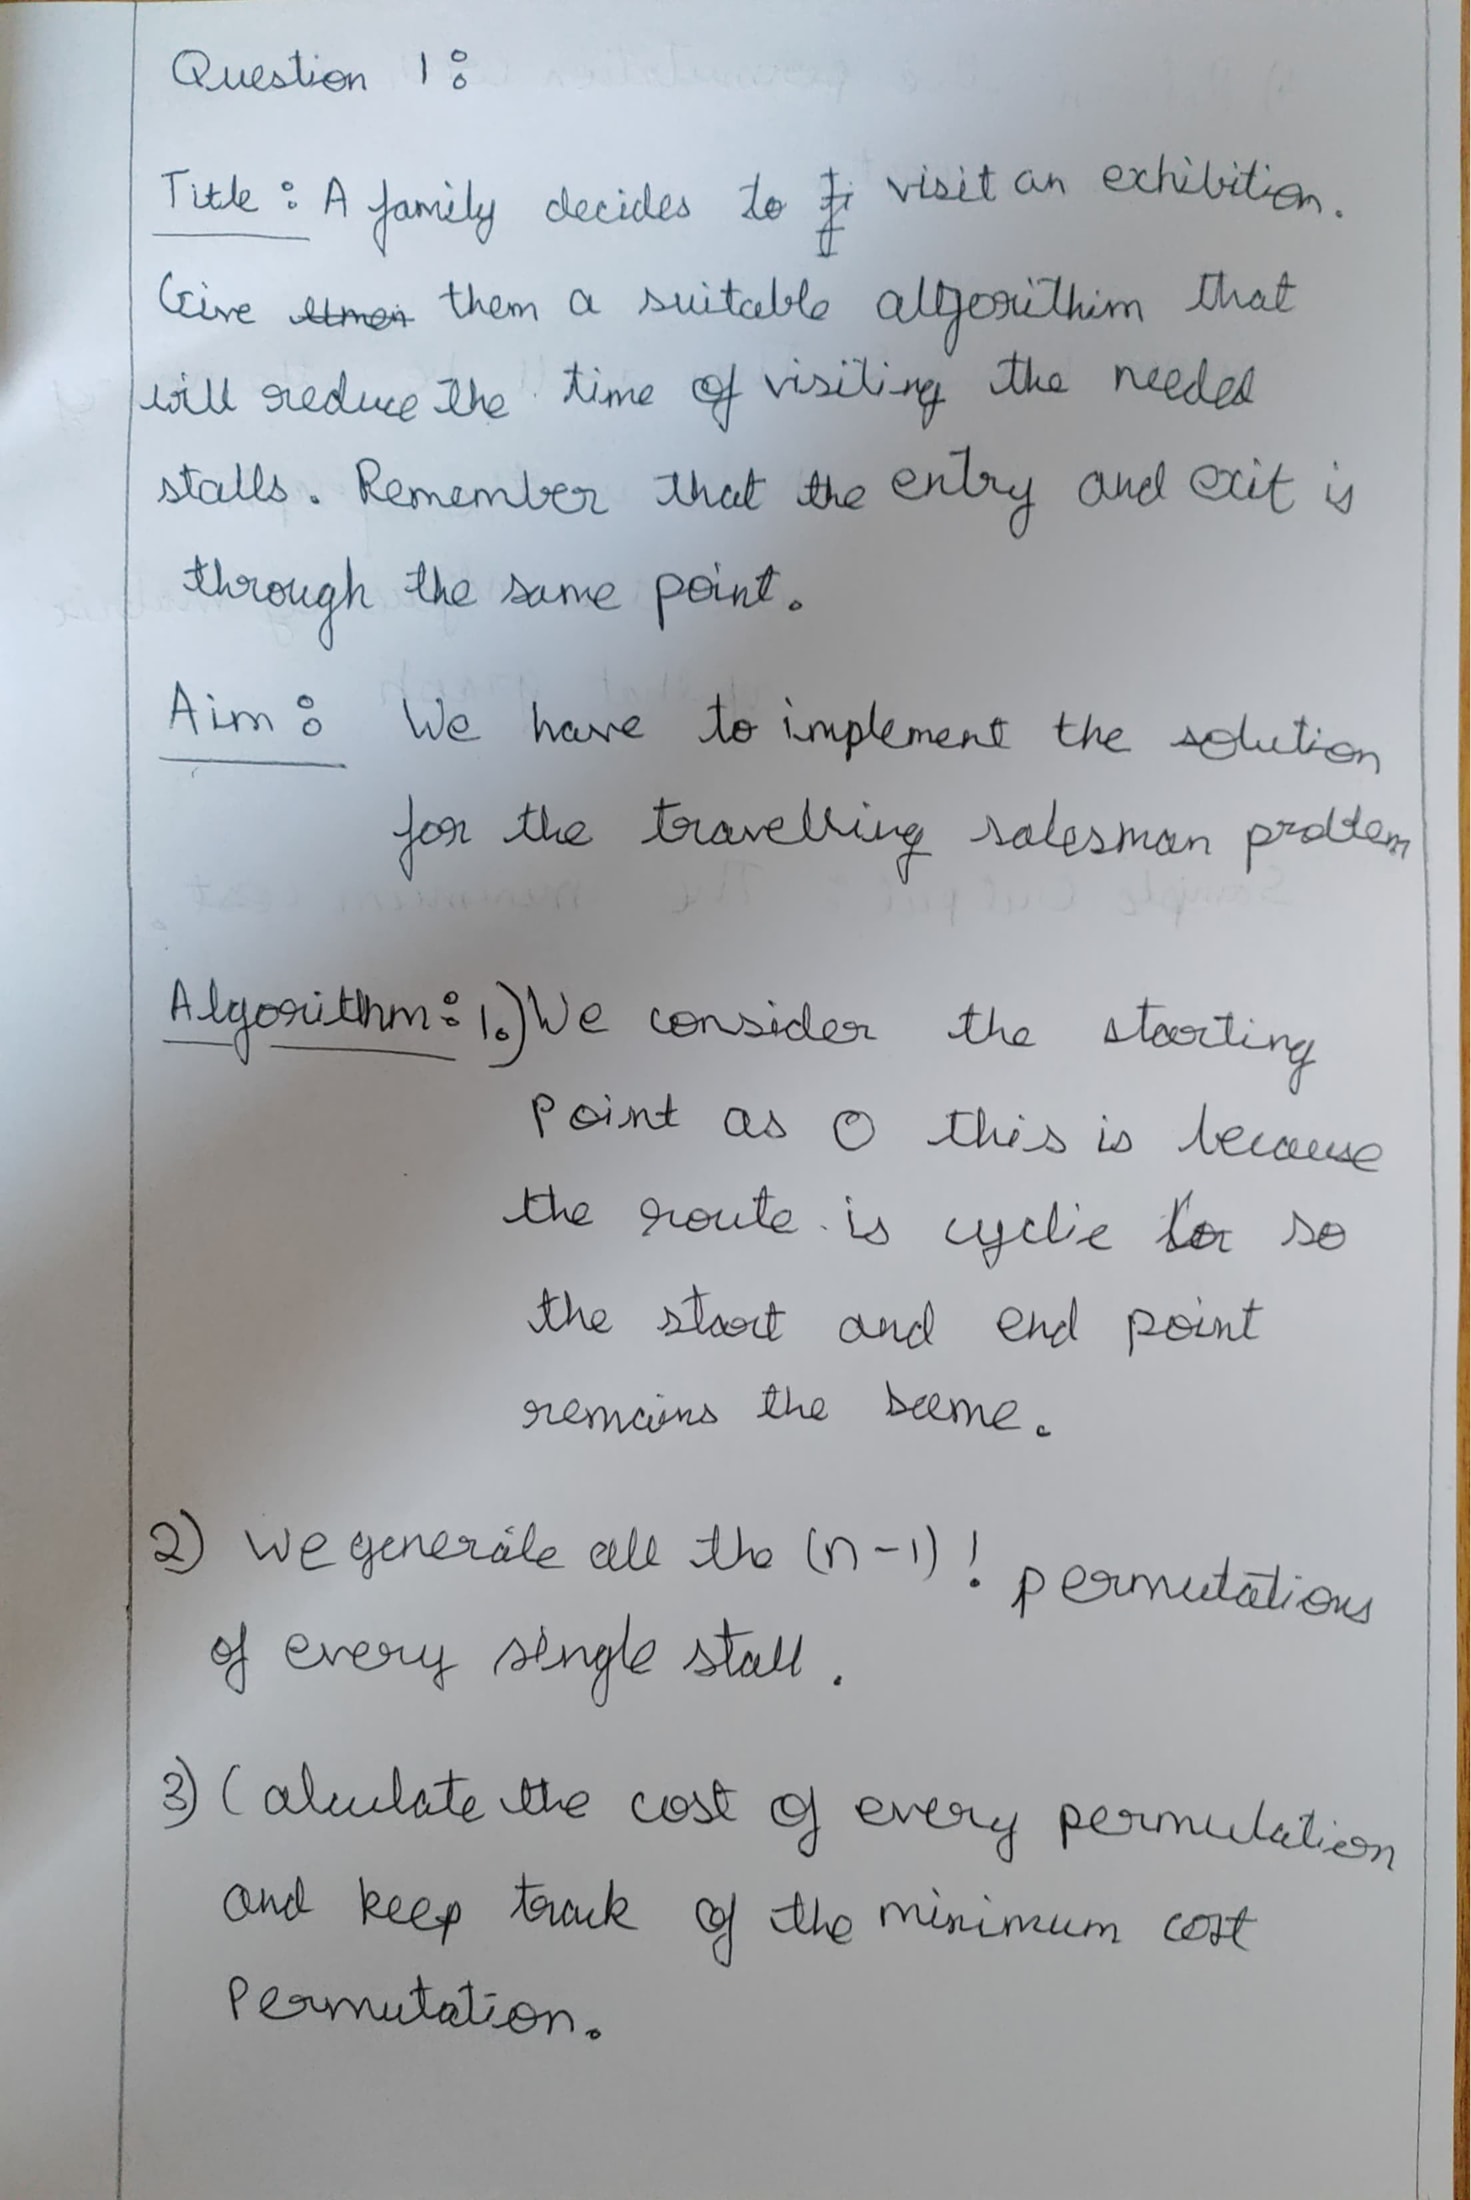 Question 1:
Title: A family decides to visit an exhibition.
Give them a suitable algorithim that
will reduce the time of visiting the needed
stalls. Remember that the entry and exit is
through the same point.
Aim: We have to implement the solution
for the travelling salesman problem
Algorithm: 1.) We consider the starting
point as 0 this is because
the route is cyclic so
the start and end point
remains the same.
2) We generate all the (n-1)! permutations
of every single stall.
3) Calculate the cost of every permutation
and keep track of the minimum cost
Permutation.